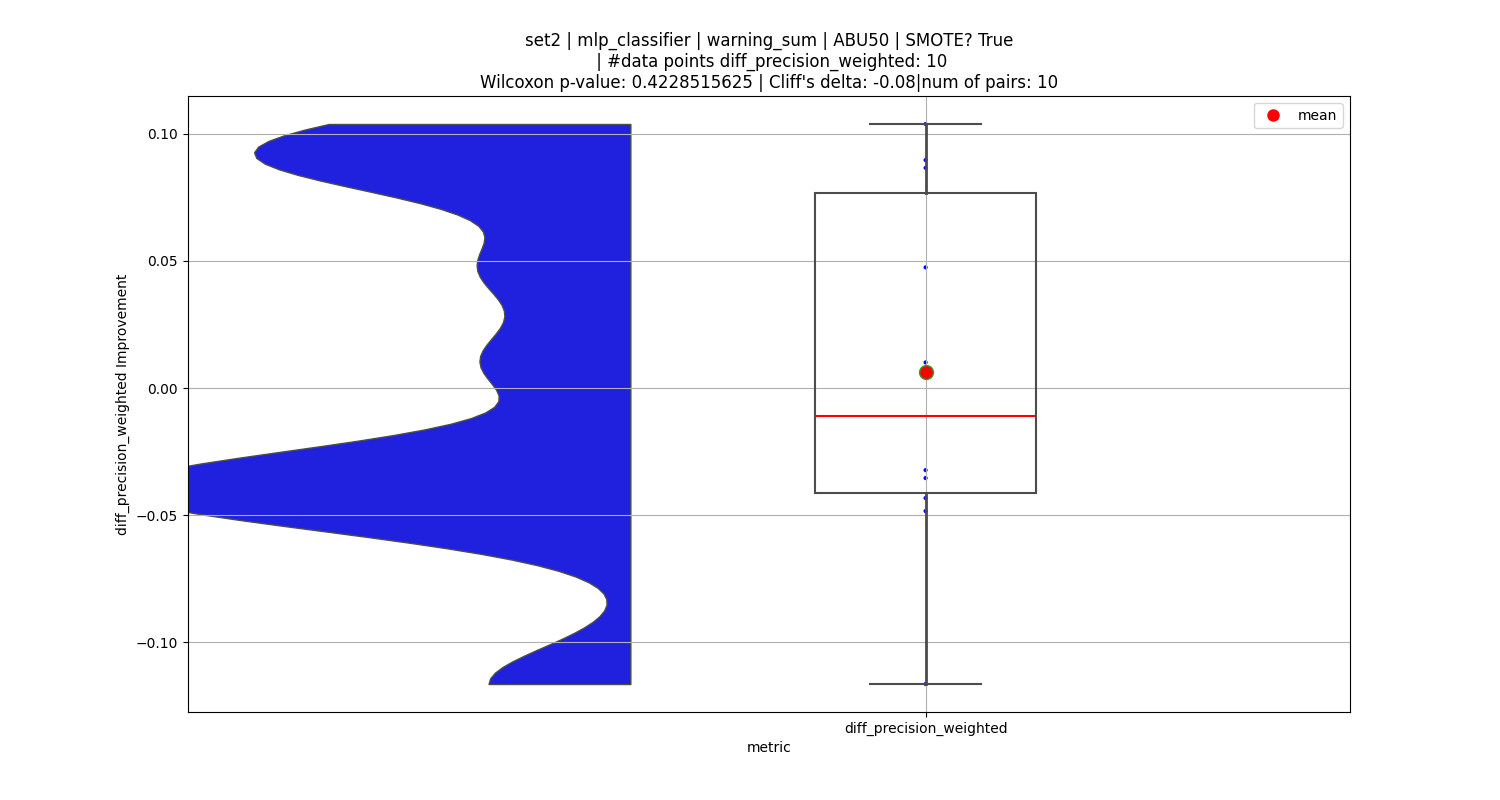 set2 | mlp_classifier | warning_sum | ABU50 | SMOTE? True
| #data points diff_precision_weighted: 10
Wilcoxon p-value: 0.4228515625 | Cliff's delta: -0.08|num of pairs: 10
mean
0.10
0.05
0.00
−0.05
−0.10
diff_precision_weighted Improvement
diff_precision_weighted
metric